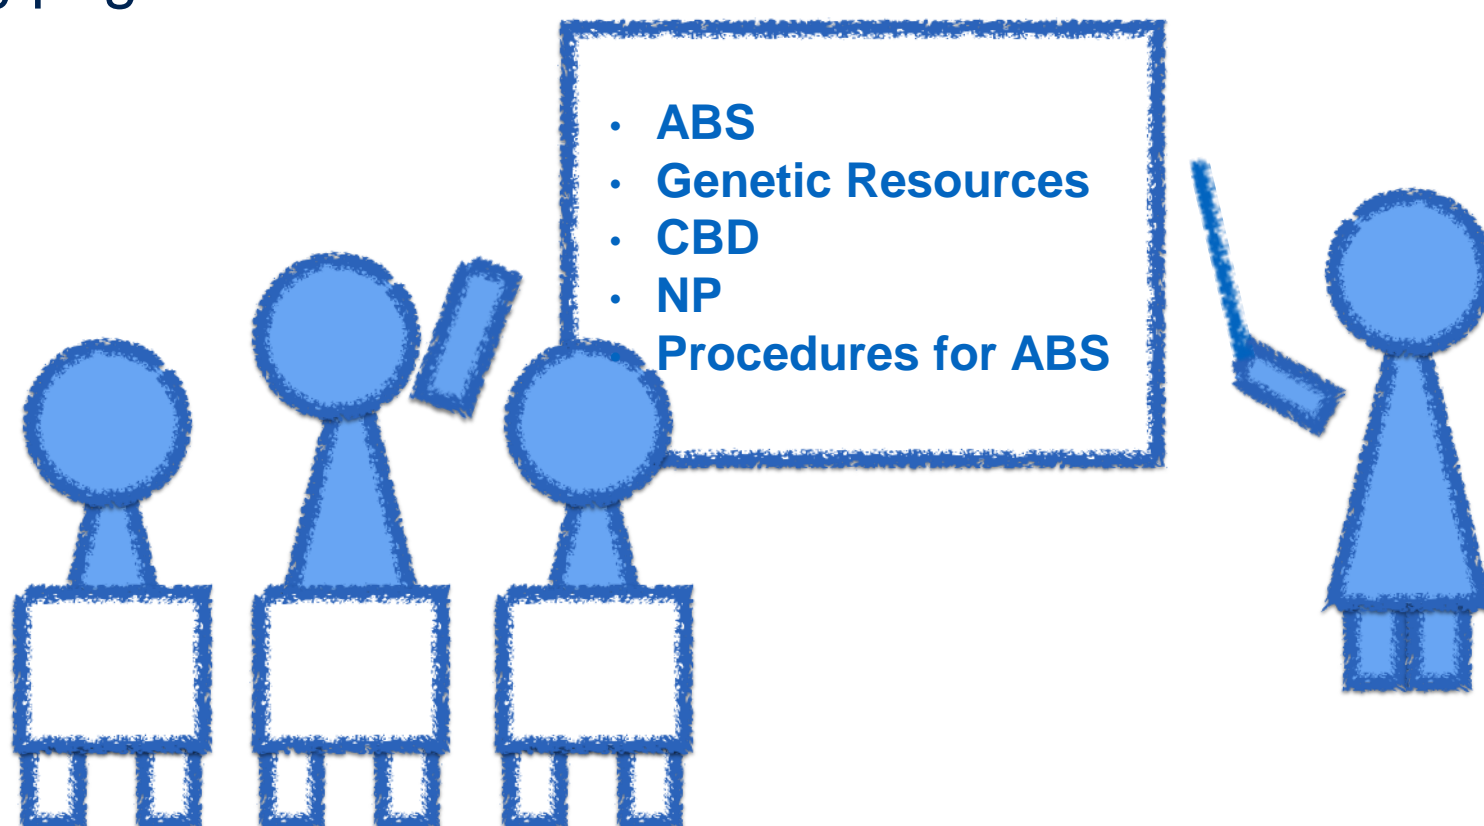 • ABS
• Genetic Resources
• CBD
• NP
• Procedures for ABS